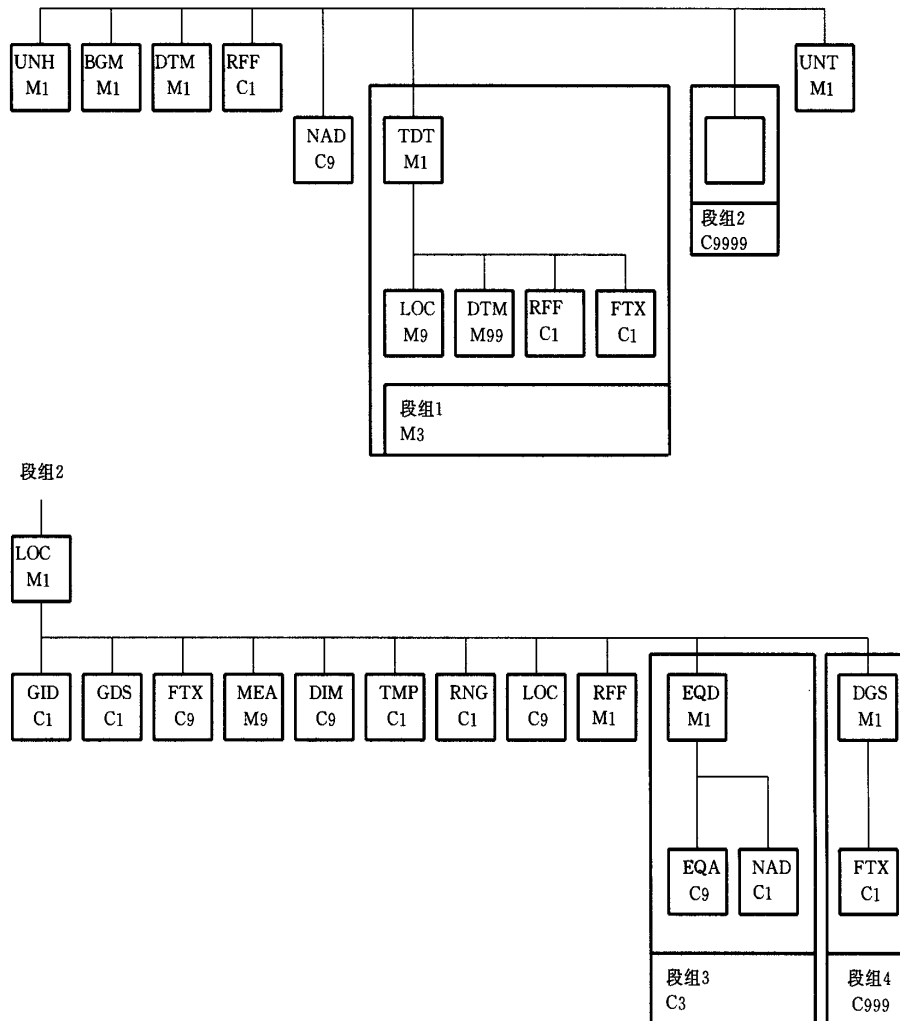 UNH
M1
BGM
M1
DTM
M1
RFF
C1
UNT
M1
NAD
C9
TDT
M1
段组2
C9999
LOC
M9
DTM
M99
RFF
C1
FTX
C1
段组1
M3
段组2
LOC
M1
GID
C1
GDS
C1
FTX
C9
MEA
M9
DIM
C9
TMP
C1
RNG
C1
LOC
C9
RFF
M1
EQD
M1
DGS
M1
EQA
C9
NAD
C1
FTX
C1
段组3
C3
段组4
C999